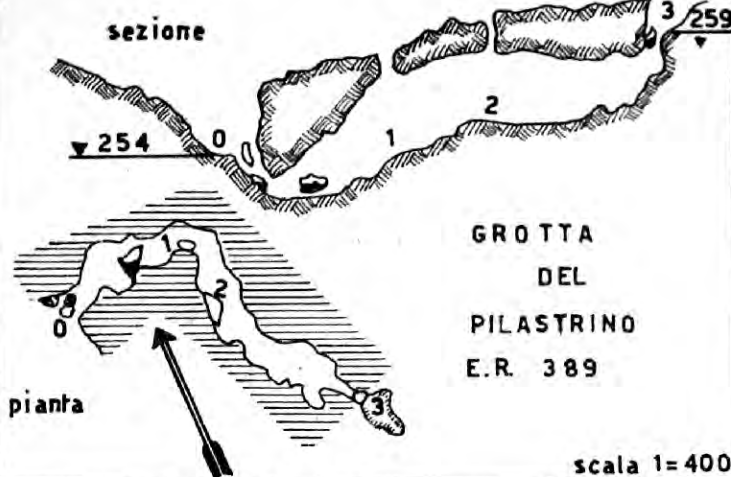 sezione
3
259
0
1
2
254
GROTTA
DEL
PILASTRINO
E.R. 389
1
2
0
3
pianta
scala 1=400